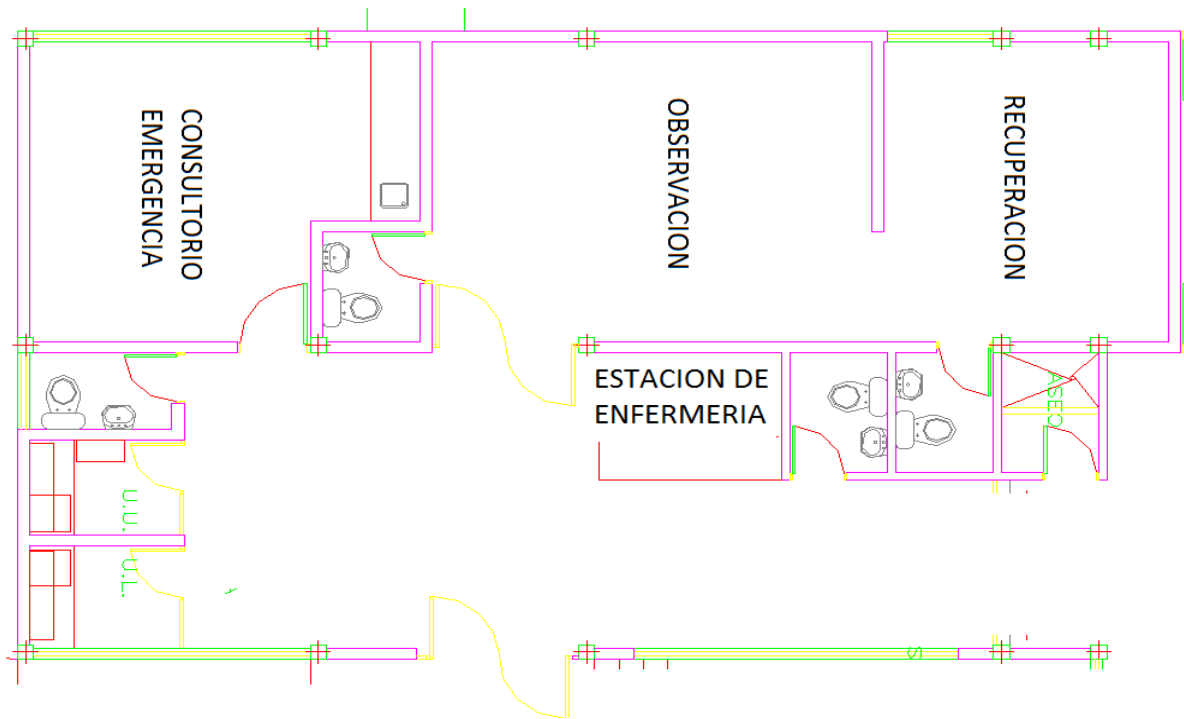 CONSULTORIO
EMERGENCIA
OBSERVACION
RECUPERACION
ESTACION DE
ENFERMERIA
ASEO
U.U.
U.L.